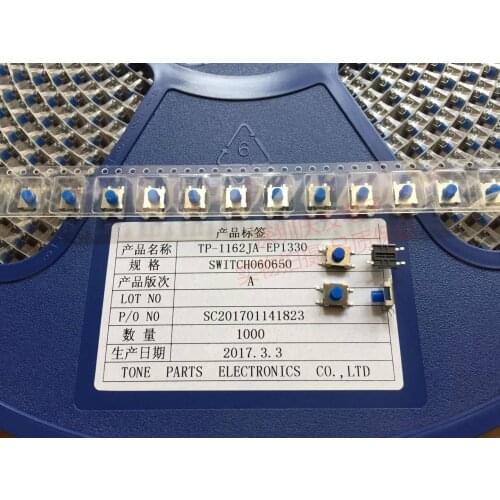 6
产品标签
产品名称 TP-1162JA-EP1330
规格 SWITCH060650
产品版次 A
LOT NO
P/O NO SC201701141823
数量 1000
生产日期 2017.3.3
TONE PARTS ELECTRONICS CO.,LTD